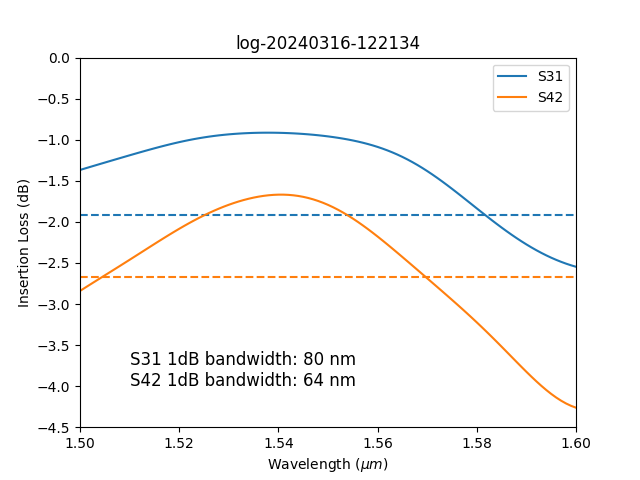 log-20240316-122134
0.0
−0.5
−1.0
−1.5
−2.0
−2.5
−3.0
−3.5
−4.0
−4.5
Insertion Loss (dB)
S31
S42
S31 1dB bandwidth: 80 nm
S42 1dB bandwidth: 64 nm
1.50 1.52 1.54 1.56 1.58 1.60
Wavelength (μm)